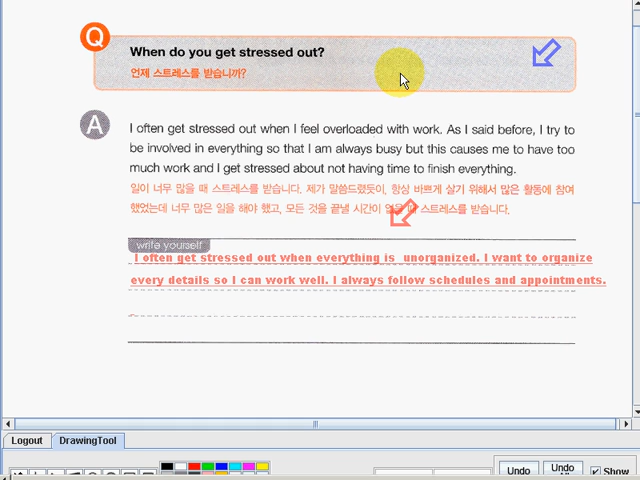 Q
When do you get stressed out?
언제 스트레스를 받습니까?
A
I often get stressed out when I feel overloaded with work. As I said before, I try to
be involved in everything so that I am always busy but this causes me to have too
much work and I get stressed about not having time to finish everything.
일이 너무 많을 때 스트레스를 받습니다. 제가 말씀드렸듯이, 항상 바쁘게 살기 위해서 많은 활동에 참여
했었는데 너무 많은 일을 해야 했고, 모든 것을 끝낼 시간이 없을 때 스트레스를 받습니다.
write yourself
I often get stressed out when everything is unorganized. I want to organize
every details so I can work well. I always follow schedules and appointments.
Logout DrawingTool
Undo Undo Show